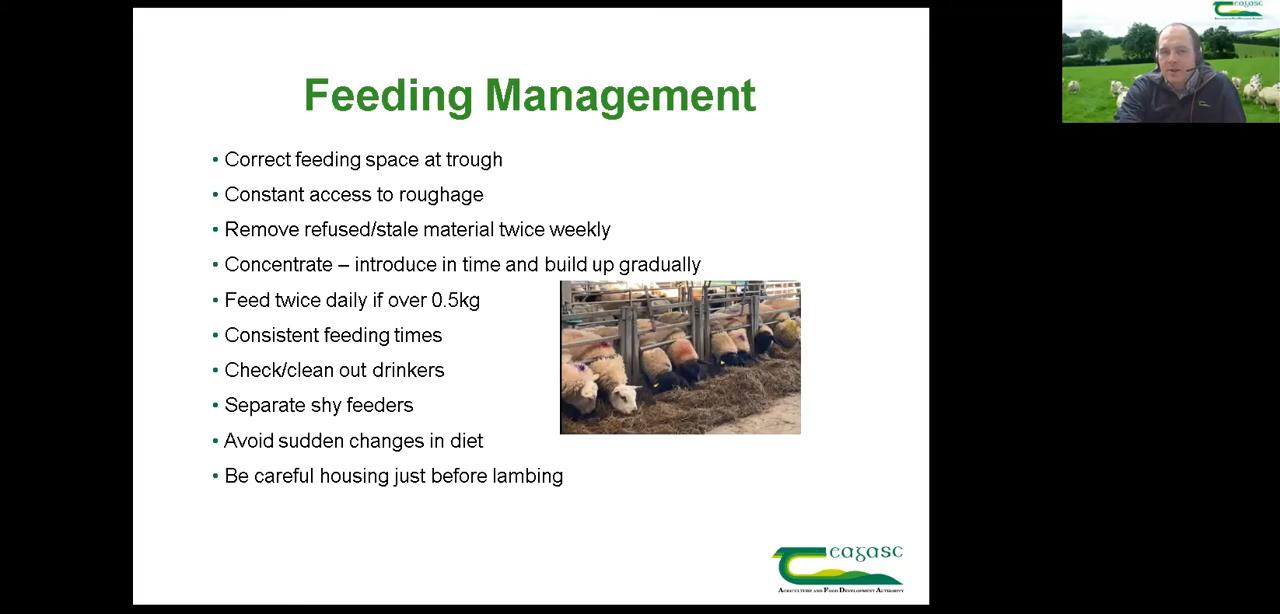 Feeding Management
• Correct feeding space at trough
• Constant access to roughage
• Remove refused/stale material twice weekly
• Concentrate – introduce in time and build up gradually
• Feed twice daily if over 0.5kg
• Consistent feeding times
• Check/clean out drinkers
• Separate shy feeders
• Avoid sudden changes in diet
• Be careful housing just before lambing
eagasc
Teagasc
AGRICULTURE AND FOOD DEVELOPMENT AUTHORITY